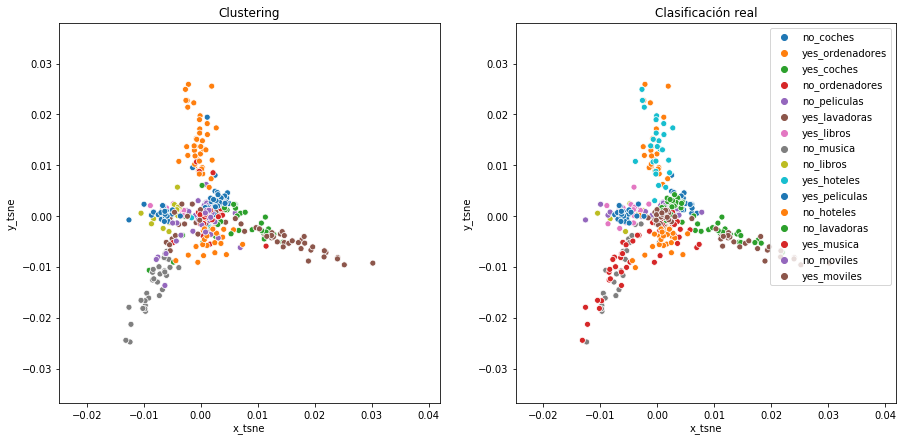 Clustering
0.03
0.02
0.01
0.00
−0.01
−0.02
−0.03
y_tsne
−0.02
−0.01
0.00
0.01
0.02
0.03
0.04
x_tsne
Clasificación real
no_coches
yes_ordenadores
yes_coches
no_ordenadores
no_peliculas
yes_lavadoras
yes_libros
no_musica
no_libros
yes_hoteles
yes_peliculas
no_hoteles
no_lavadoras
yes_musica
no_moviles
yes_moviles
0.03
0.02
0.01
0.00
−0.01
−0.02
−0.03
y_tsne
−0.02
−0.01
0.00
0.01
0.02
0.03
0.04
x_tsne